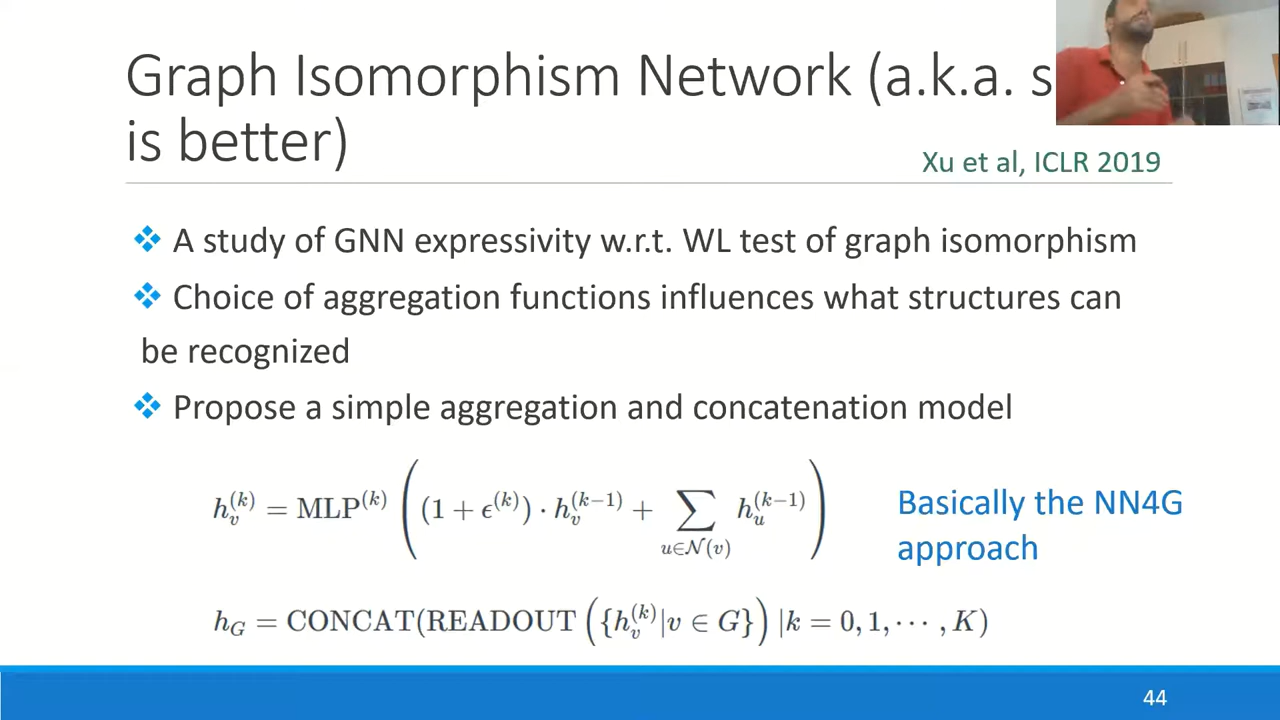 Graph Isomorphism Network (a.k.a.
is better)
Xu et al, ICLR 2019
❖ A study of GNN expressivity w.r.t. WL test of graph isomorphism
❖ Choice of aggregation functions influences what structures can
be recognized
❖ Propose a simple aggregation and concatenation model
h_v^{(k)} = MLP^{(k)} ( (1 + ϵ^{(k)}) · h_v^{(k−1)} + ∑_{u∈𝒩(v)} h_u^{(k−1)} )
Basically the NN4G
approach
h_G = CONCAT(READOUT ({h_v^{(k)}|v ∈ G}) |k = 0, 1, ··· , K)
44